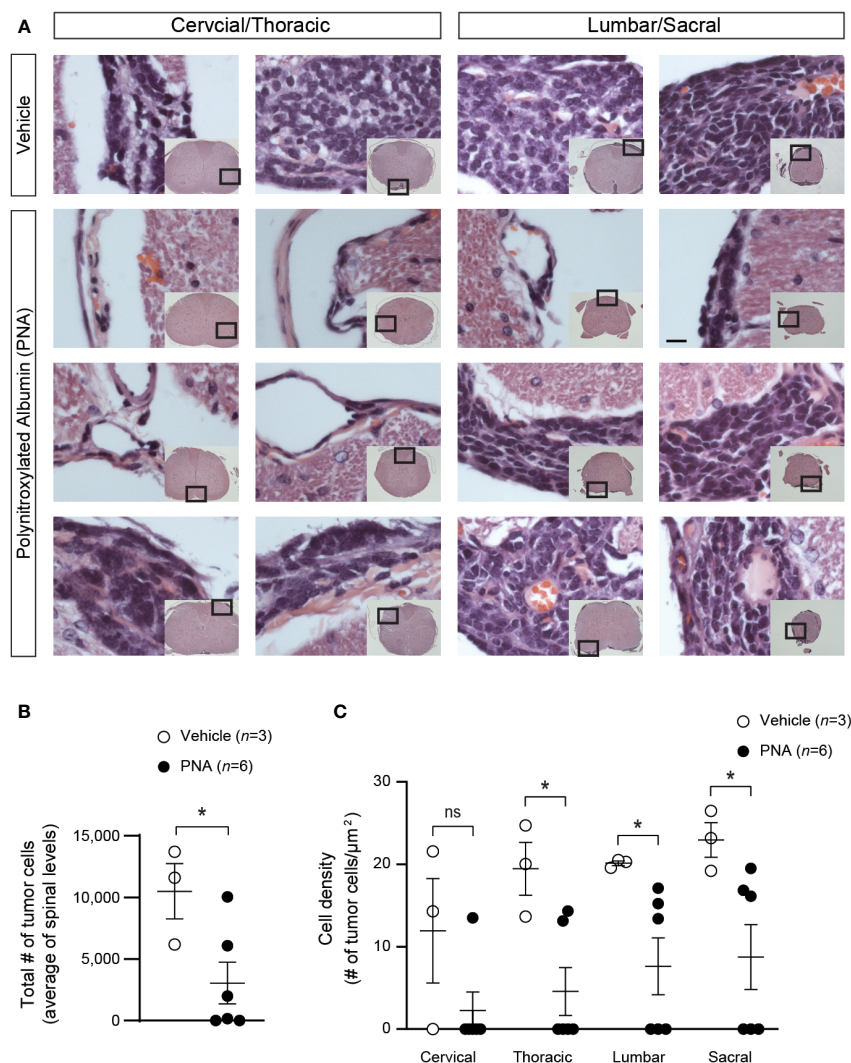 A
Cervcial/Thoracic
Lumbar/Sacral
Vehicle
Polynitroxylated Albumin (PNA)
B
Vehicle (n=3)
PNA (n=6)
*
15,000
10,000
5,000
0
Total # of tumor cells
(average of spinal levels)
C
Vehicle (n=3)
PNA (n=6)
ns
*
*
*
30
20
10
0
Cell density
(# of tumor cells/µm²)
Cervical
Thoracic
Lumbar
Sacral